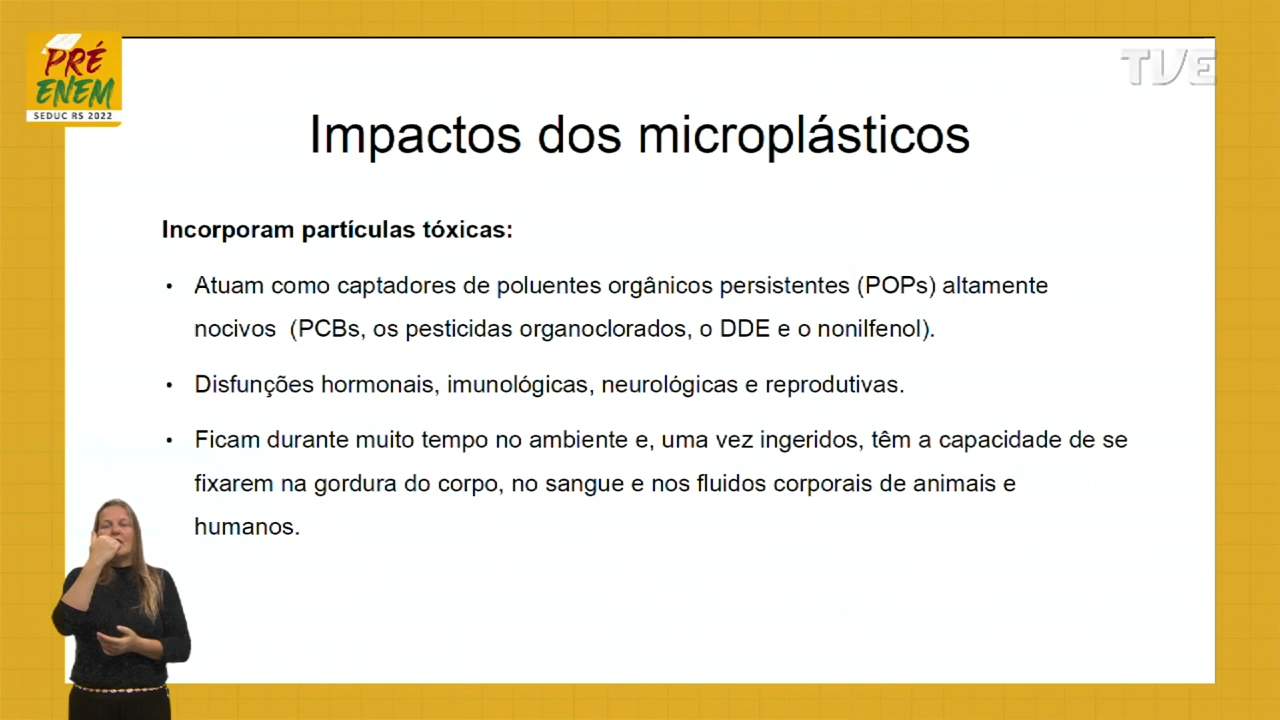 PRÉ
ENEM
SEDUC RS 2022
TVE
Impactos dos microplásticos
Incorporam partículas tóxicas:
• Atuam como captadores de poluentes orgânicos persistentes (POPs) altamente
nocivos (PCBs, os pesticidas organoclorados, o DDE e o nonilfenol).
• Disfunções hormonais, imunológicas, neurológicas e reprodutivas.
• Ficam durante muito tempo no ambiente e, uma vez ingeridos, têm a capacidade de se
fixarem na gordura do corpo, no sangue e nos fluidos corporais de animais e
humanos.